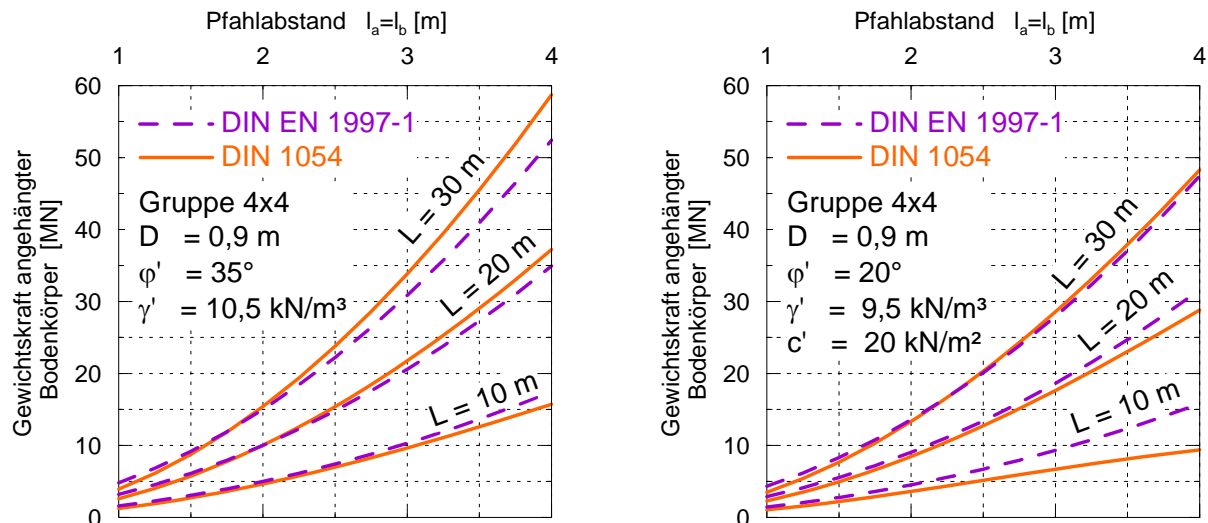 Pfahlabstand lₐ=l_b [m]
1 2 3 4
60
50
40
30
20
10
0
Gewichtskraft angehängter
Bodenkörper [MN]
DIN EN 1997-1
DIN 1054
Gruppe 4x4
D = 0,9 m
φ' = 35°
γ' = 10,5 kN/m³
L = 30 m
L = 20 m
L = 10 m
Pfahlabstand lₐ=l_b [m]
1 2 3 4
60
50
40
30
20
10
0
Gewichtskraft angehängter
Bodenkörper [MN]
DIN EN 1997-1
DIN 1054
Gruppe 4x4
D = 0,9 m
φ' = 20°
γ' = 9,5 kN/m³
c' = 20 kN/m²
L = 30 m
L = 20 m
L = 10 m